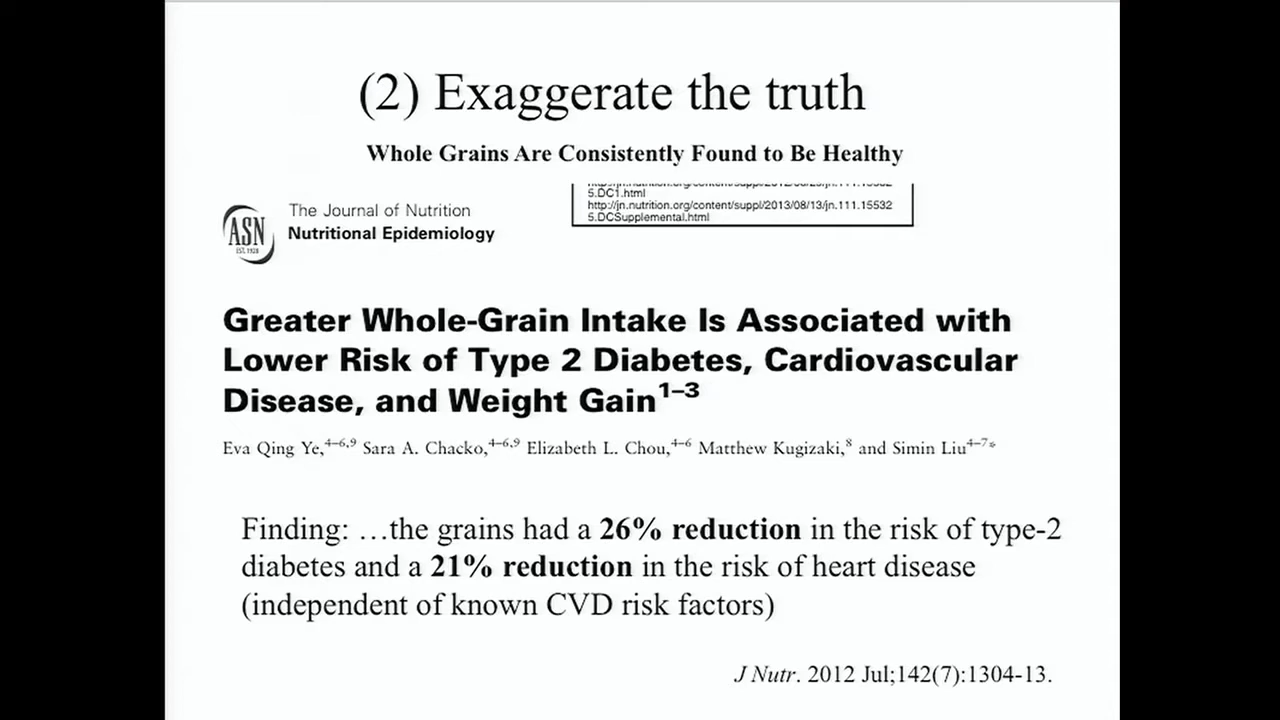 (2) Exaggerate the truth
Whole Grains Are Consistently Found to Be Healthy
5.DC1.html
http://jn.nutrition.org/content/suppl/2013/08/13/jn.111.15532
5.DCSupplemental.html
ASN
EST. 1928
The Journal of Nutrition
Nutritional Epidemiology
Greater Whole-Grain Intake Is Associated with
Lower Risk of Type 2 Diabetes, Cardiovascular
Disease, and Weight Gain¹⁻³
Eva Qing Ye,⁴⁻⁶,⁹ Sara A. Chacko,⁴⁻⁶,⁹ Elizabeth L. Chou,⁴⁻⁶ Matthew Kugizaki,⁸ and Simin Liu⁴⁻⁷*
Finding: …the grains had a 26% reduction in the risk of type-2
diabetes and a 21% reduction in the risk of heart disease
(independent of known CVD risk factors)
J Nutr. 2012 Jul;142(7):1304-13.